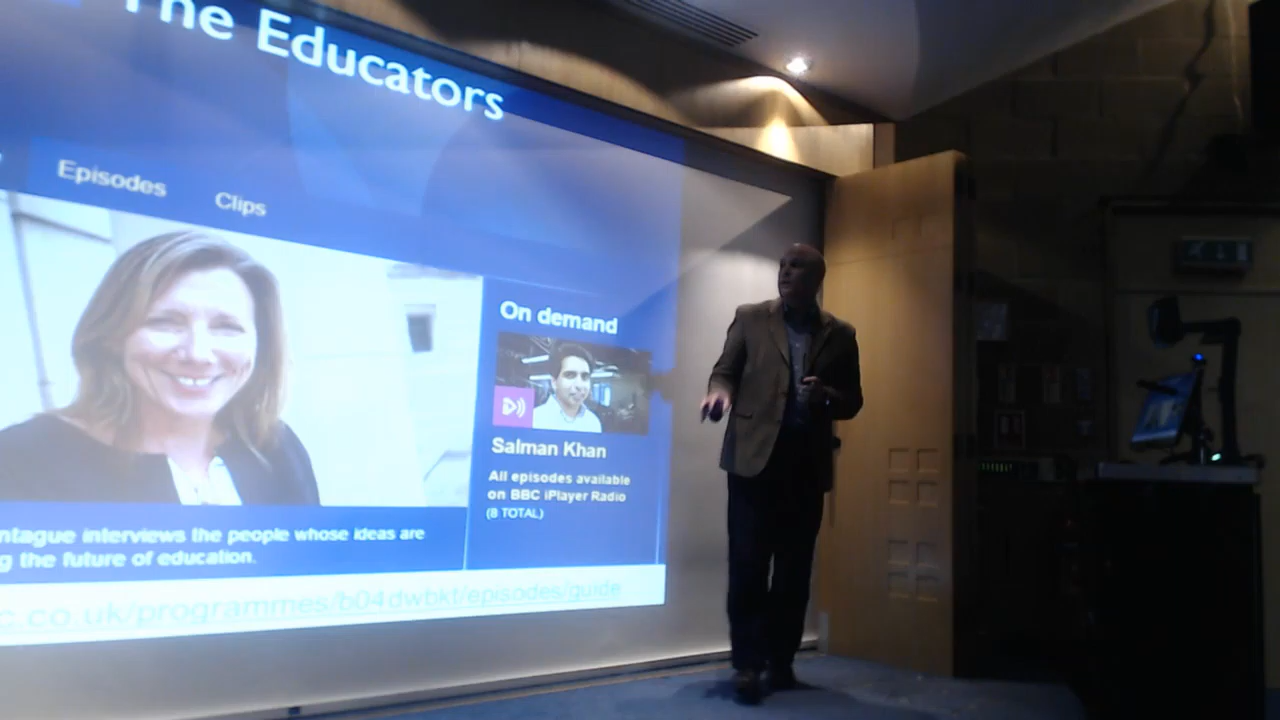 The Educators
Episodes
Clips
On demand
Salman Khan
All episodes available
on BBC iPlayer Radio
(8 TOTAL)
ntague interviews the people whose ideas are
g the future of education.
c.co.uk/programmes/b04dwbkt/episodes/guide